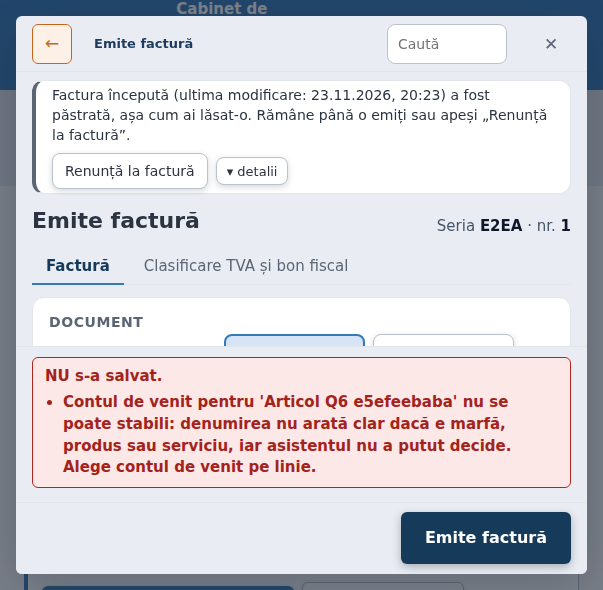 Cabinet de
←
Emite factură
Caută
✕
Factura începută (ultima modificare: 23.11.2026, 20:23) a fost
păstrată, așa cum ai lăsat-o. Rămâne până o emiți sau apeși „Renunță
la factură”.
Renunță la factură
▾ detalii
Emite factură
Seria E2EA · nr. 1
Factură
Clasificare TVA și bon fiscal
DOCUMENT
NU s-a salvat.
• Contul de venit pentru 'Articol Q6 e5efeebaba' nu se
poate stabili: denumirea nu arată clar dacă e marfă,
produs sau serviciu, iar asistentul nu a putut decide.
Alege contul de venit pe linie.
Emite factură